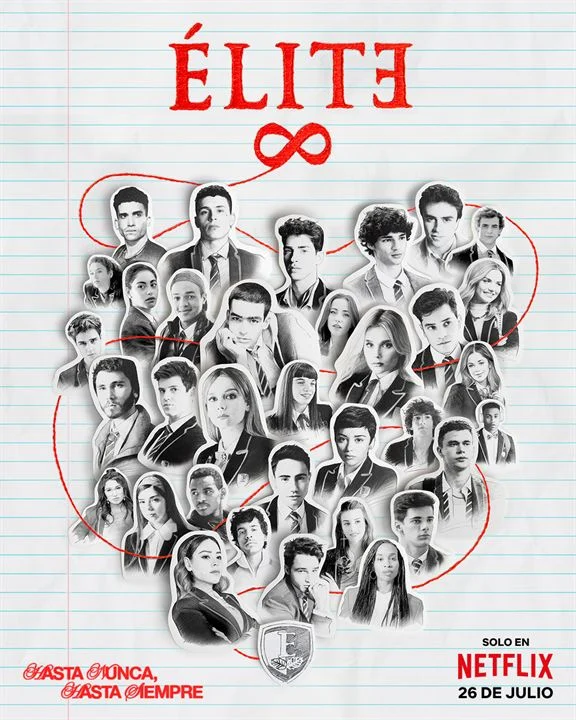 ÉLITE
∞
E
HASTA NUNCA,
HASTA SIEMPRE
SOLO EN
NETFLIX
26 DE JULIO